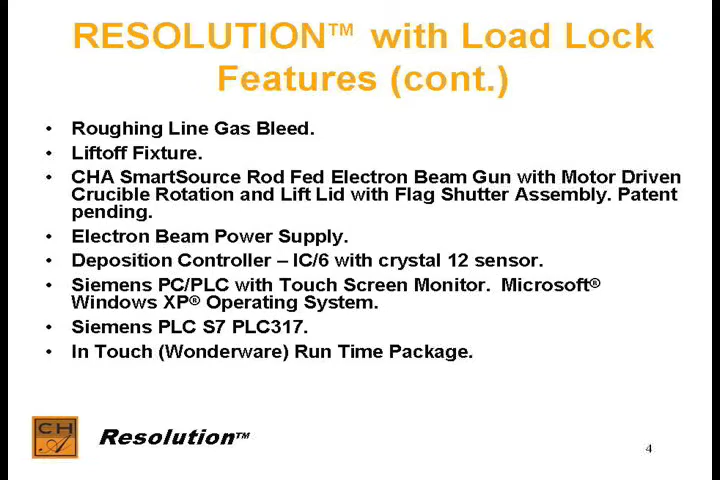 RESOLUTION™ with Load Lock
Features (cont.)
• Roughing Line Gas Bleed.
• Liftoff Fixture.
• CHA SmartSource Rod Fed Electron Beam Gun with Motor Driven
Crucible Rotation and Lift Lid with Flag Shutter Assembly. Patent
pending.
• Electron Beam Power Supply.
• Deposition Controller – IC/6 with crystal 12 sensor.
• Siemens PC/PLC with Touch Screen Monitor.  Microsoft®
Windows XP® Operating System.
• Siemens PLC S7 PLC317.
• In Touch (Wonderware) Run Time Package.
CH
A
Resolution™
4